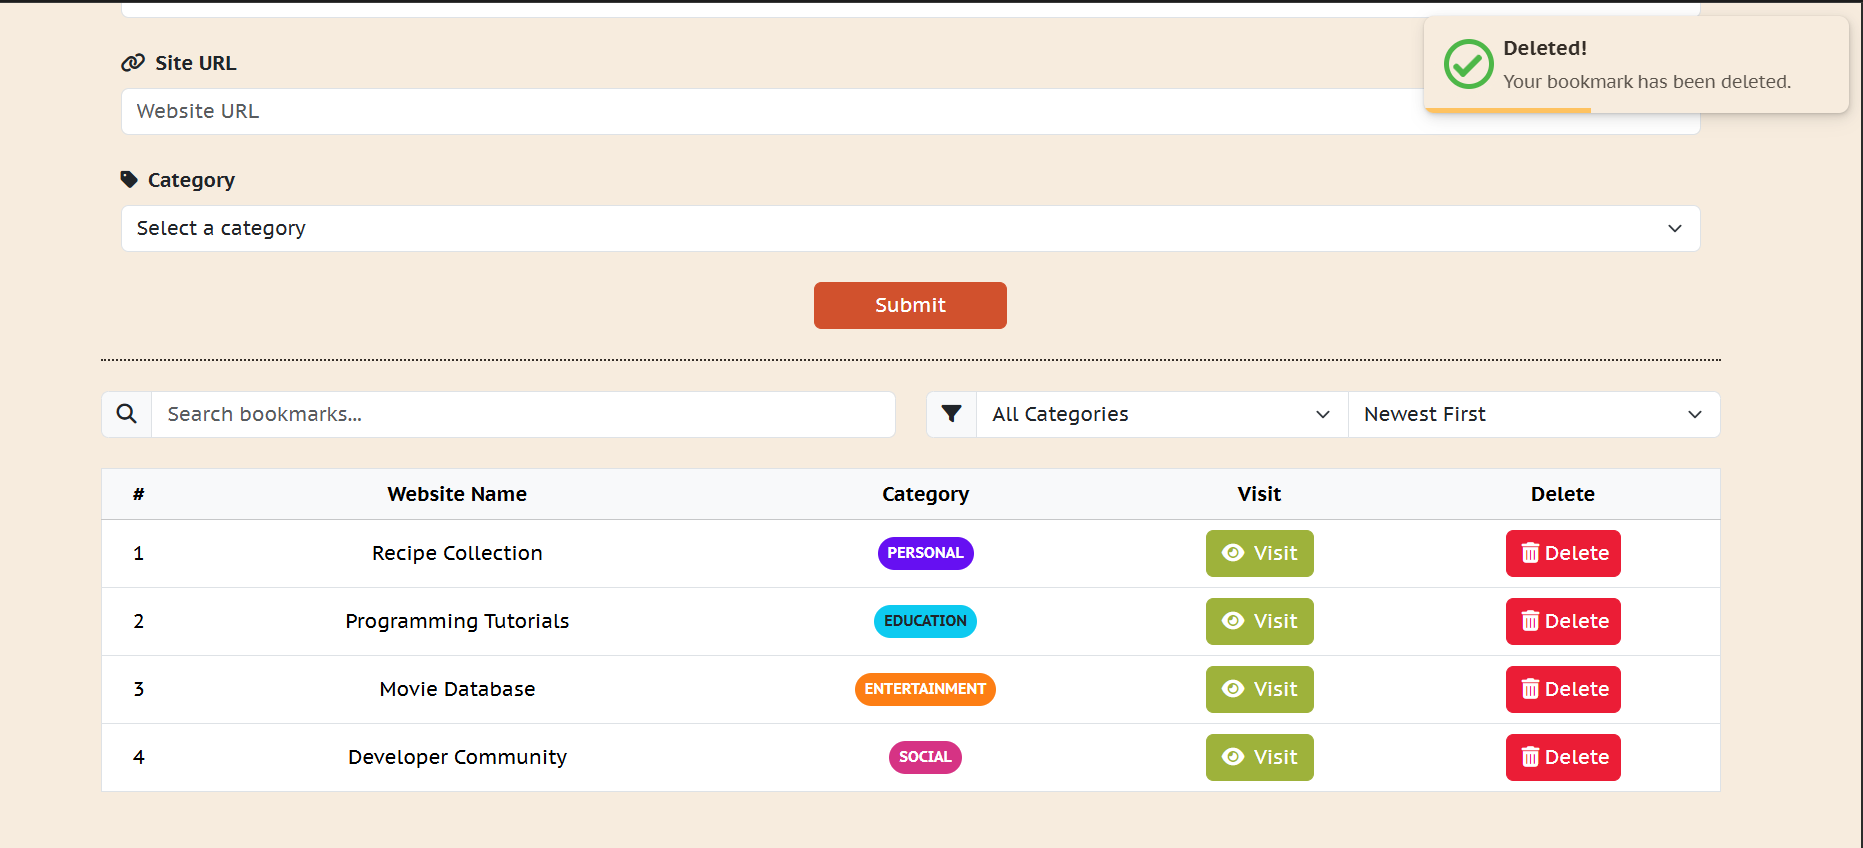 Deleted!
Your bookmark has been deleted.
Site URL
Website URL
Category
Select a category
Submit
Search bookmarks...
All Categories
Newest First
# Website Name Category Visit Delete
1 Recipe Collection PERSONAL Visit Delete
2 Programming Tutorials EDUCATION Visit Delete
3 Movie Database ENTERTAINMENT Visit Delete
4 Developer Community SOCIAL Visit Delete